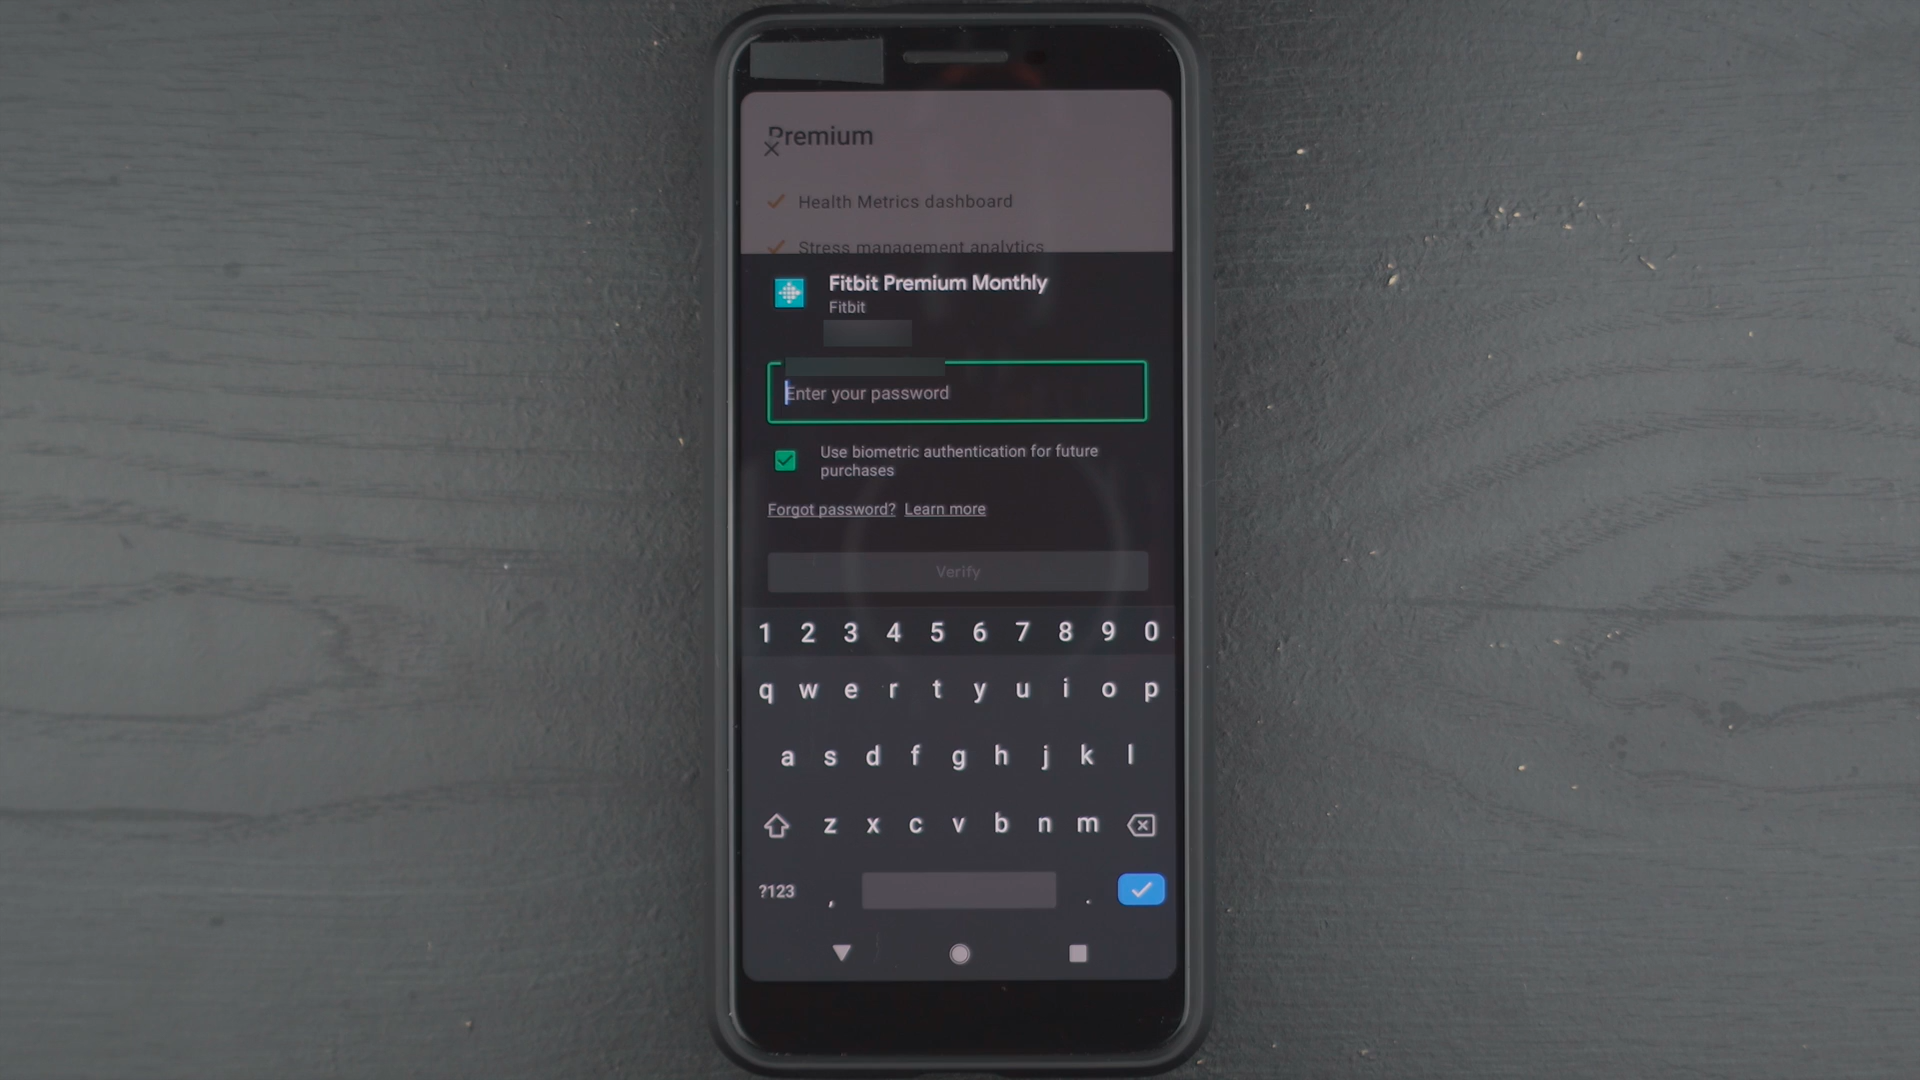 Premium
Health Metrics dashboard
Stress management analytics
Fitbit Premium Monthly
Fitbit
Enter your password
Use biometric authentication for future
purchases
Forgot password? Learn more
Verify
1 2 3 4 5 6 7 8 9 0
q w e r t y u i o p
a s d f g h j k l
z x c v b n m
?123 , .